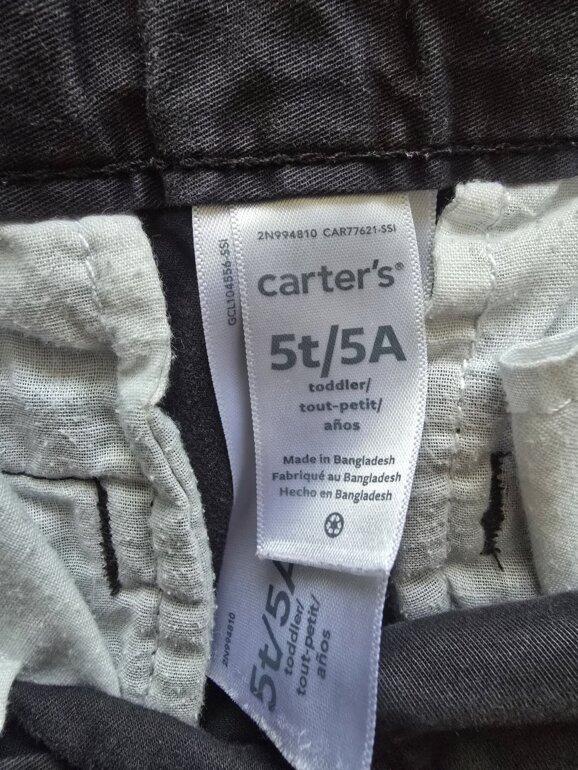 2N994810 CAR77621-SSI
carter's®
5t/5A
toddler/
tout-petit/
años
Made in Bangladesh
Fabriqué au Bangladesh
Hecho en Bangladesh
GCL104556-SSI
2N994810
5t/5A
toddler/
tout-petit/
años